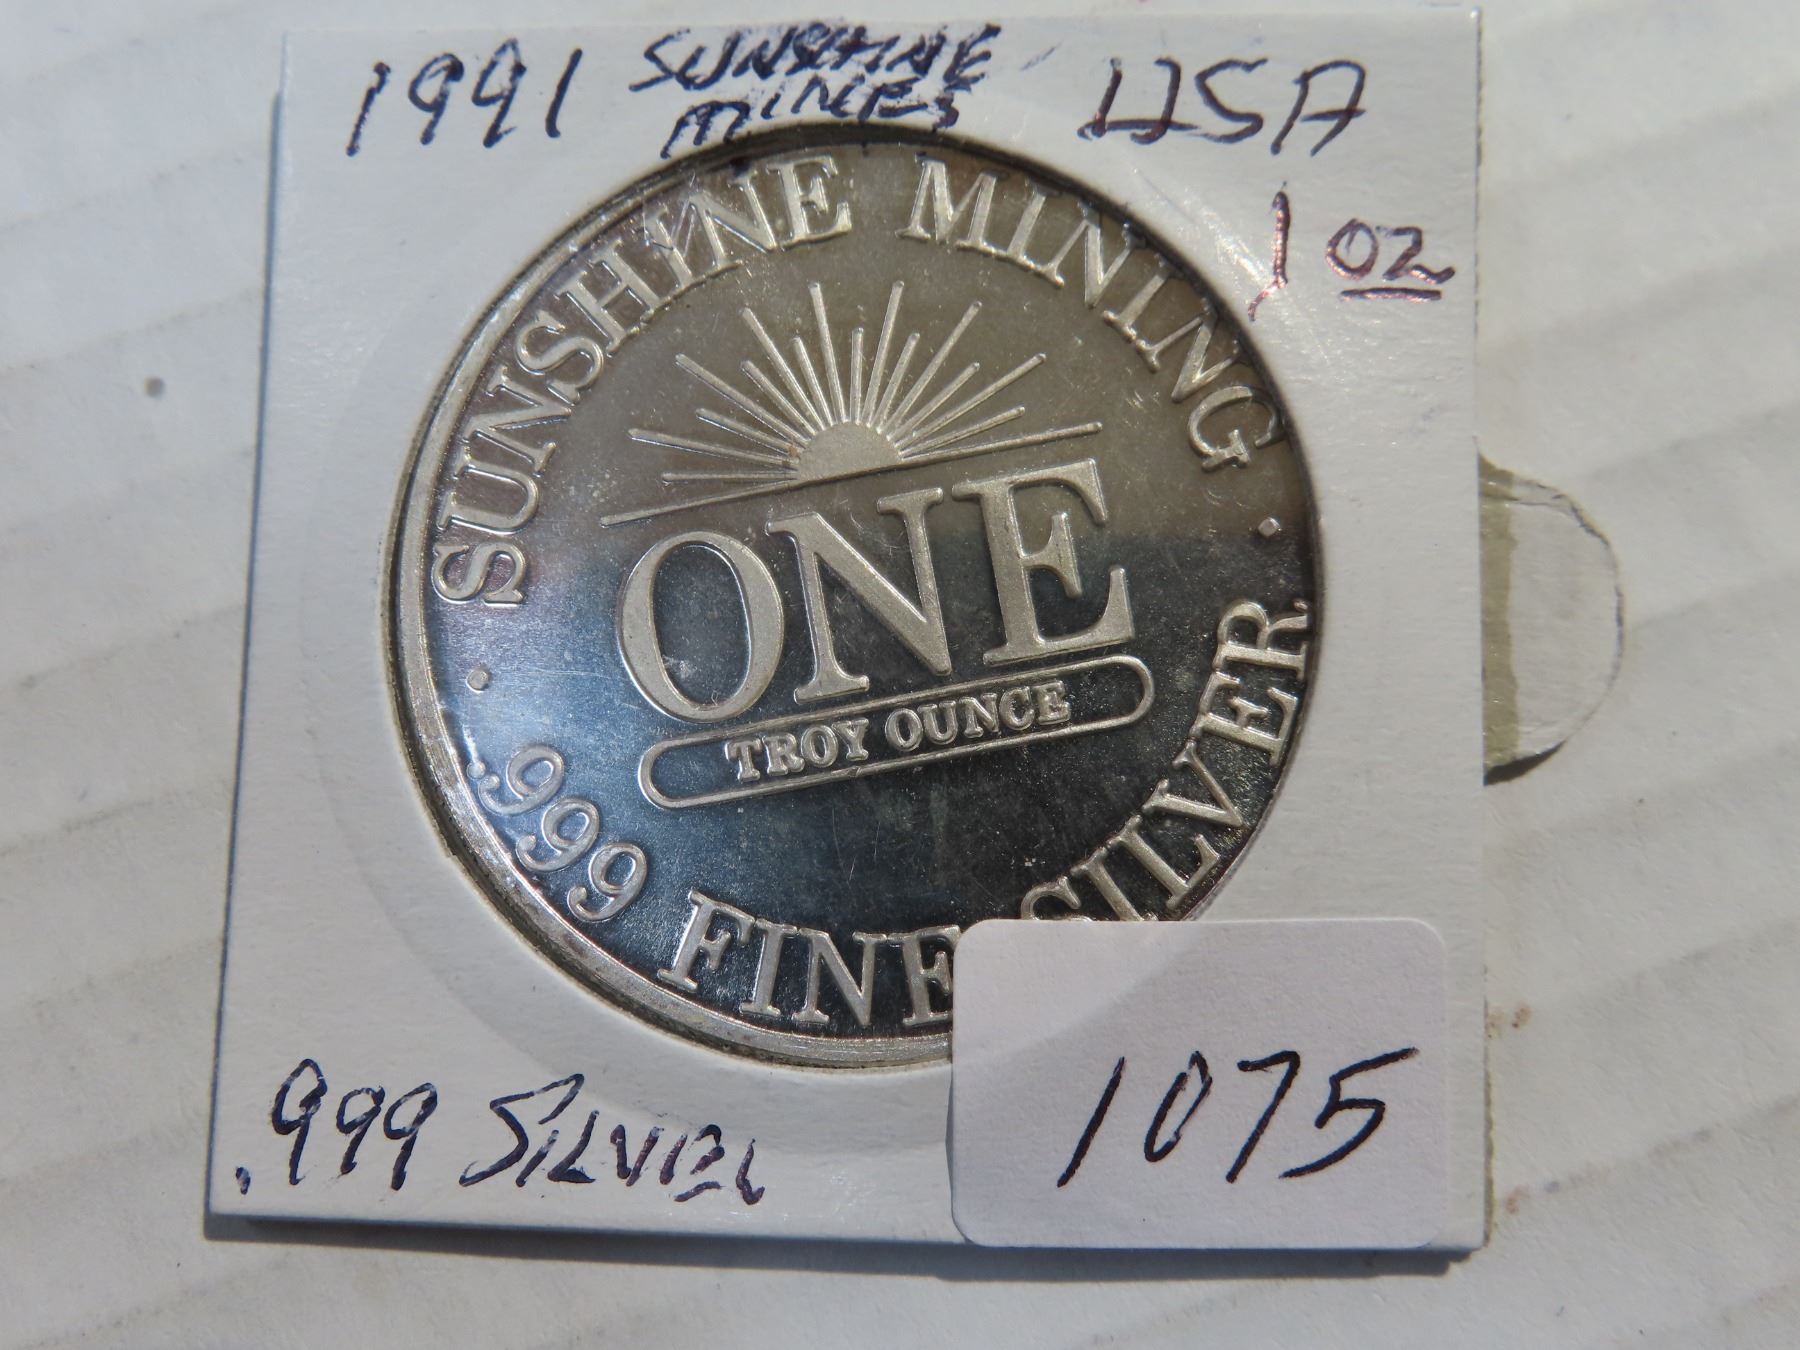 1991 SUNSHINE MINES USA
1 oz
SUNSHINE MINING
ONE
TROY OUNCE
.999 FINE SILVER
.999 SILVER
1075